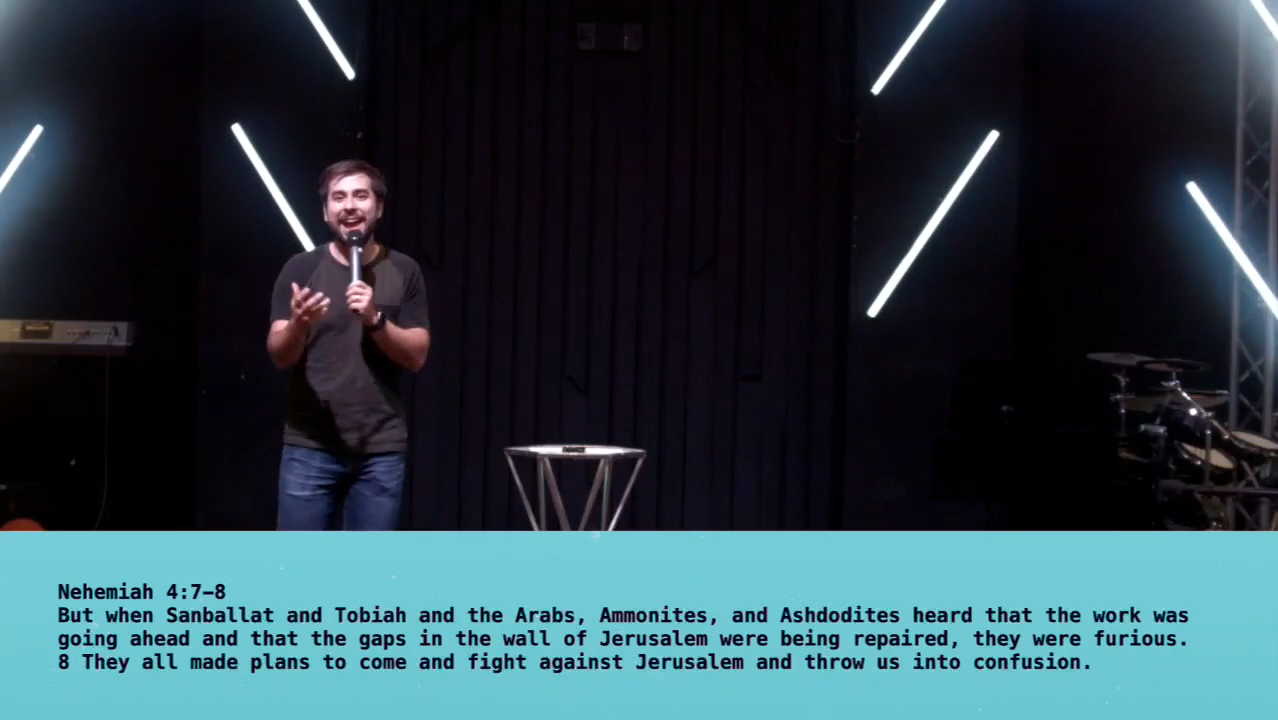 Nehemiah 4:7-8
But when Sanballat and Tobiah and the Arabs, Ammonites, and Ashdodites heard that the work was
going ahead and that the gaps in the wall of Jerusalem were being repaired, they were furious.
8 They all made plans to come and fight against Jerusalem and throw us into confusion.